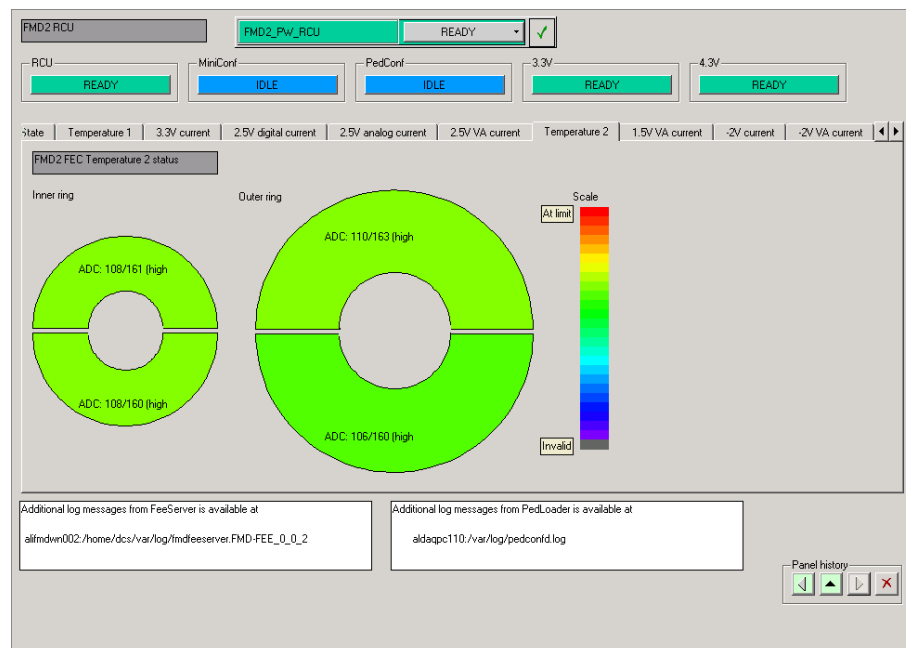 FMD2 RCU
FMD2_PW_RCU
READY
RCU
MiniConf
PedConf
3.3V
4.3V
READY
IDLE
IDLE
READY
READY
Temperature 1
3.3V current
2.5V digital current
2.5V analog current
2.5V VA current
Temperature 2
1.5V VA current
-2V current
-2V VA current
FMD2 FEC Temperature 2 status
Inner ring
Outer ring
Scale
At limit
ADC: 110/163 (high
ADC: 108/161 (high
ADC: 108/160 (high
ADC: 106/160 (high
Invalid
Additional log messages from FeeServer is available at
alifmdwn002:/home/dcs/var/log/fmdfeeserver.FMD-FEE_0_0_2
Additional log messages from PedLoader is available at
aldaqpc110:/var/log/pedconfd.log
Panel history